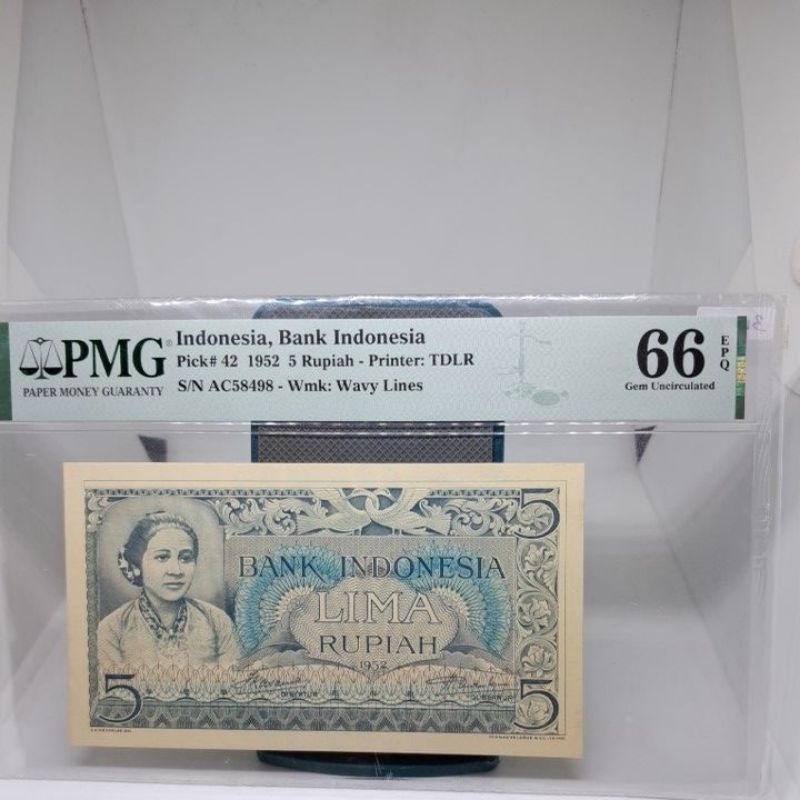 PMG
PAPER MONEY GUARANTY
Indonesia, Bank Indonesia
Pick# 42 1952 5 Rupiah - Printer: TDLR
S/N AC58498 - Wmk: Wavy Lines
66
EPQ
Gem Uncirculated
5
BANK INDONESIA
LIMA
RUPIAH
1952
5
5